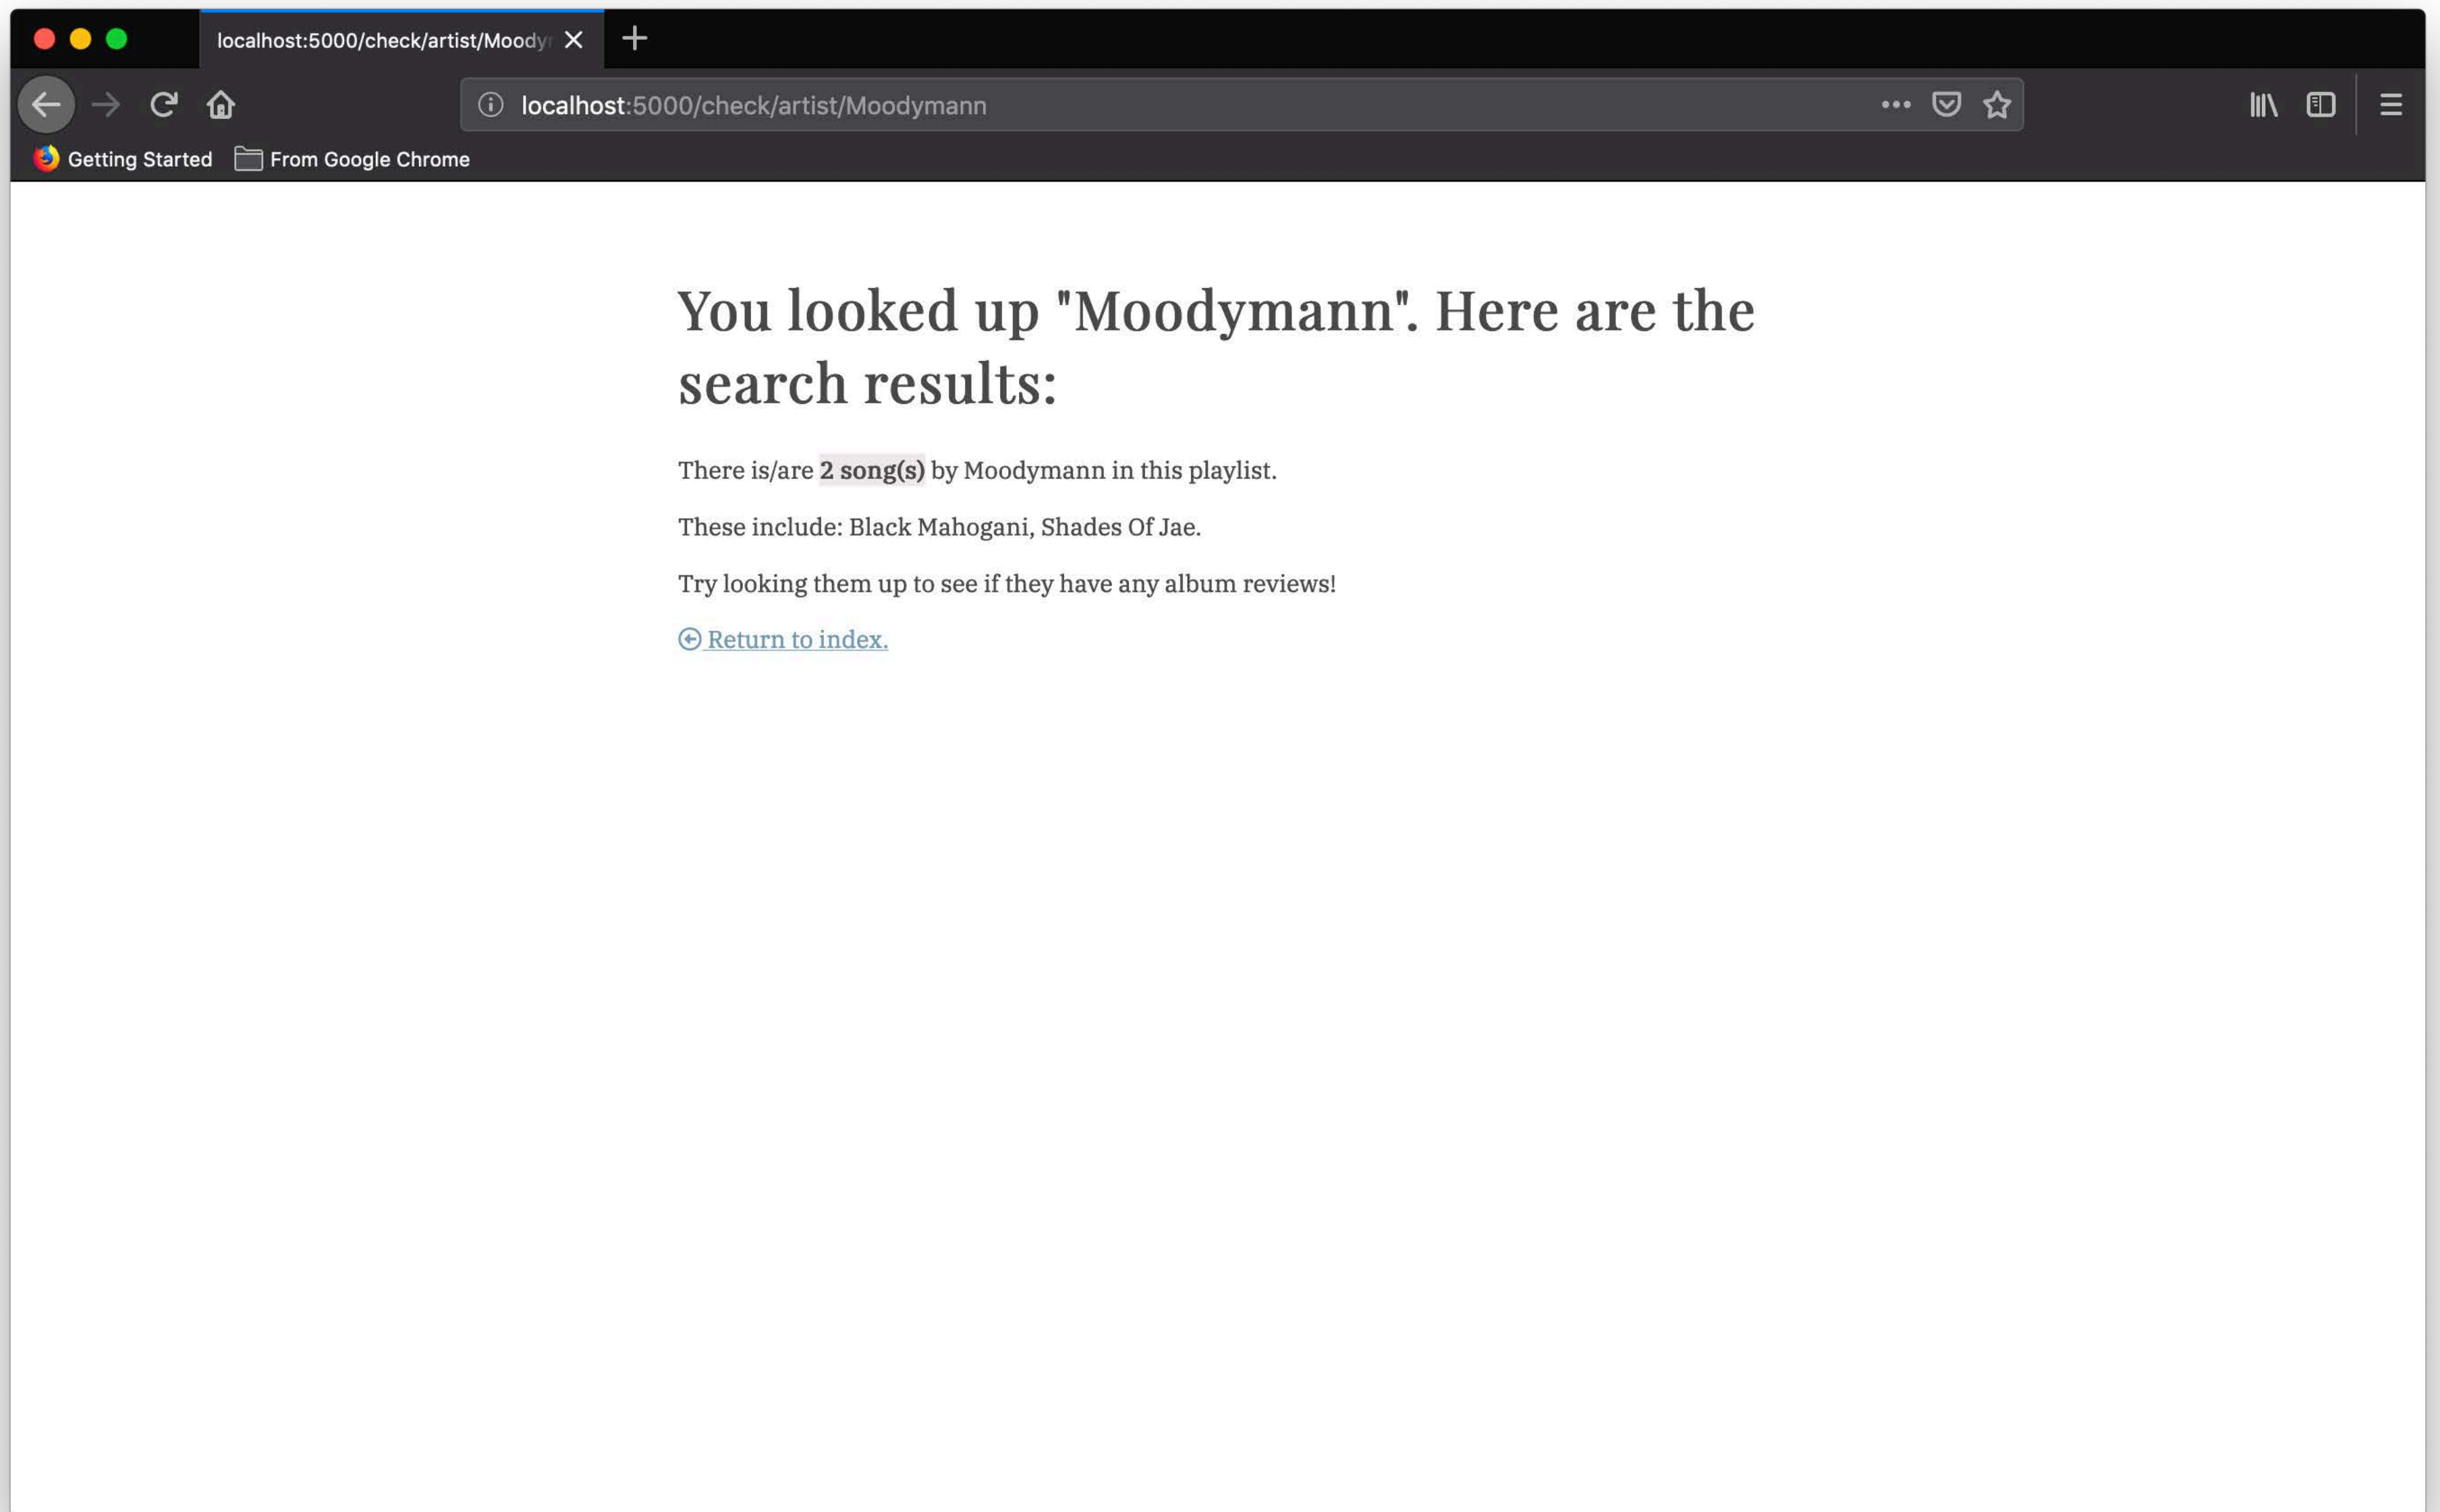 localhost:5000/check/artist/Moody
localhost:5000/check/artist/Moodymann
Getting Started From Google Chrome
You looked up "Moodymann". Here are the
search results:
There is/are 2 song(s) by Moodymann in this playlist.
These include: Black Mahogani, Shades Of Jae.
Try looking them up to see if they have any album reviews!
Return to index.